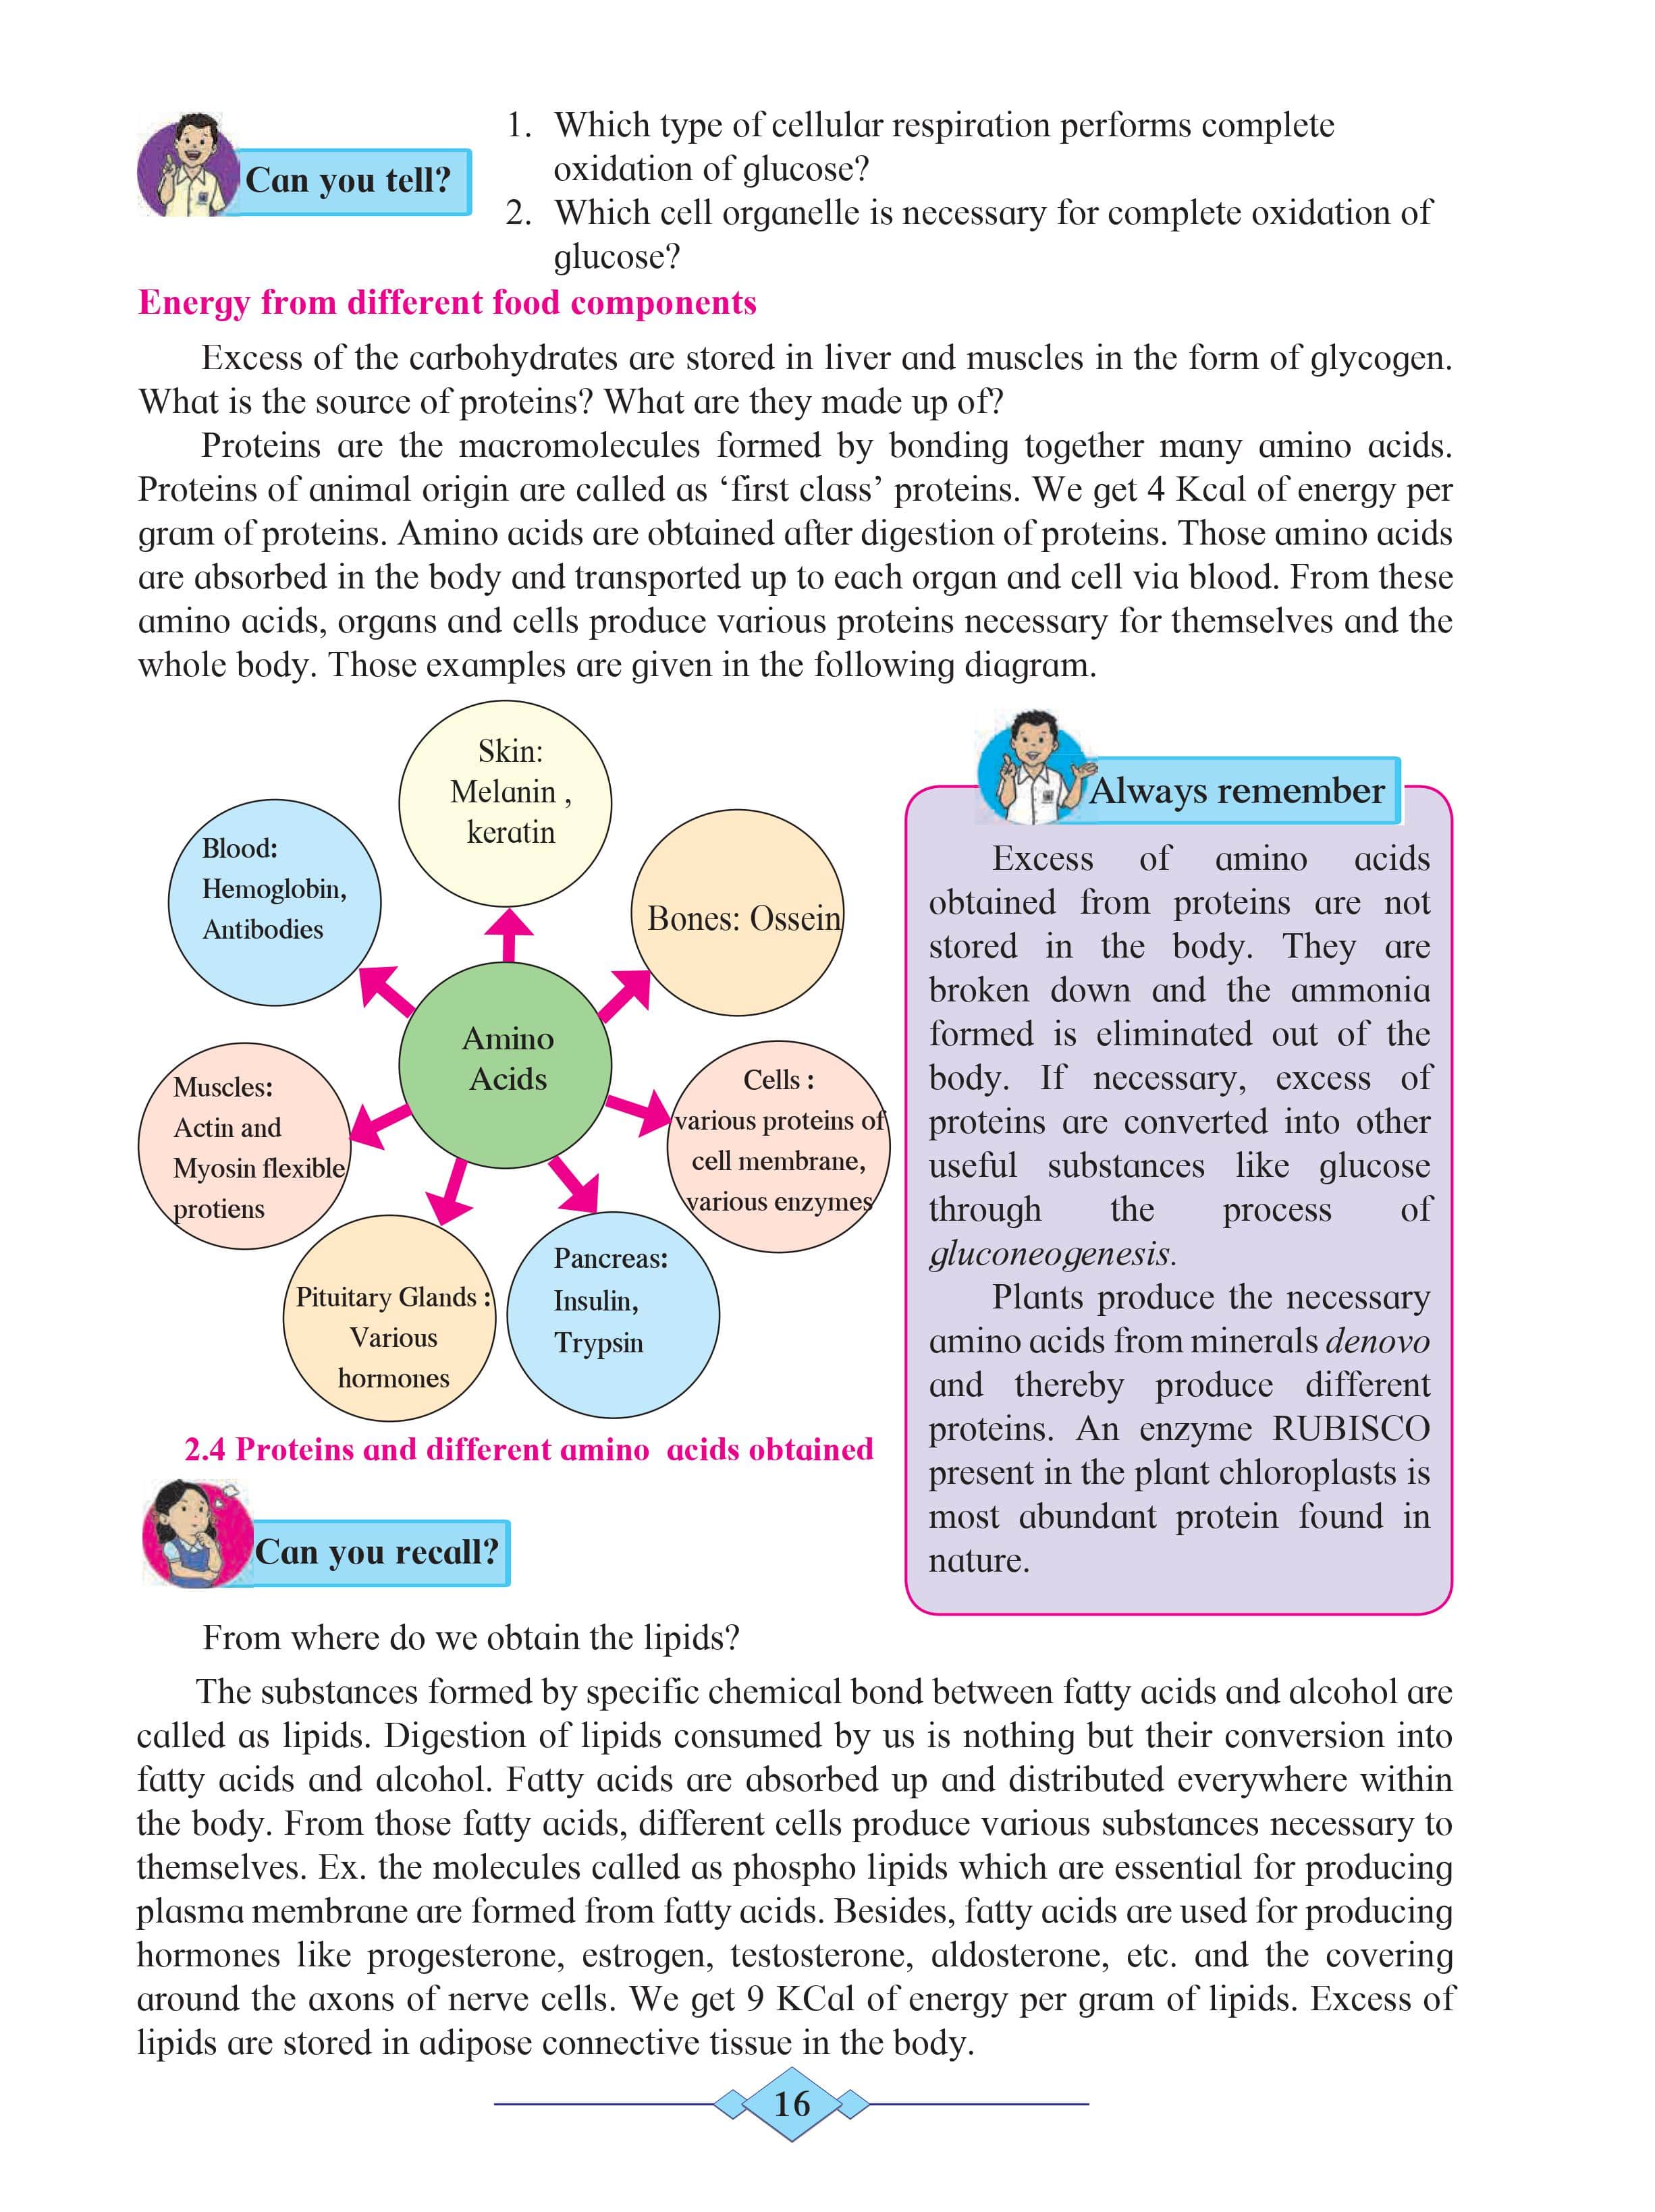 Can you tell?
1. Which type of cellular respiration performs complete
oxidation of glucose?
2. Which cell organelle is necessary for complete oxidation of
glucose?
Energy from different food components
Excess of the carbohydrates are stored in liver and muscles in the form of glycogen.
What is the source of proteins? What are they made up of?
Proteins are the macromolecules formed by bonding together many amino acids.
Proteins of animal origin are called as ‘first class’ proteins. We get 4 Kcal of energy per
gram of proteins. Amino acids are obtained after digestion of proteins. Those amino acids
are absorbed in the body and transported up to each organ and cell via blood. From these
amino acids, organs and cells produce various proteins necessary for themselves and the
whole body. Those examples are given in the following diagram.
Skin:
Melanin ,
keratin
Blood:
Hemoglobin,
Antibodies
Bones: Ossein
Amino
Acids
Muscles:
Actin and
Myosin flexible
protiens
Cells :
various proteins of
cell membrane,
various enzymes
Pituitary Glands :
Various
hormones
Pancreas:
Insulin,
Trypsin
2.4 Proteins and different amino acids obtained
Always remember
Excess of amino acids
obtained from proteins are not
stored in the body. They are
broken down and the ammonia
formed is eliminated out of the
body. If necessary, excess of
proteins are converted into other
useful substances like glucose
through the process of
gluconeogenesis.
Plants produce the necessary
amino acids from minerals denovo
and thereby produce different
proteins. An enzyme RUBISCO
present in the plant chloroplasts is
most abundant protein found in
nature.
Can you recall?
From where do we obtain the lipids?
The substances formed by specific chemical bond between fatty acids and alcohol are
called as lipids. Digestion of lipids consumed by us is nothing but their conversion into
fatty acids and alcohol. Fatty acids are absorbed up and distributed everywhere within
the body. From those fatty acids, different cells produce various substances necessary to
themselves. Ex. the molecules called as phospho lipids which are essential for producing
plasma membrane are formed from fatty acids. Besides, fatty acids are used for producing
hormones like progesterone, estrogen, testosterone, aldosterone, etc. and the covering
around the axons of nerve cells. We get 9 KCal of energy per gram of lipids. Excess of
lipids are stored in adipose connective tissue in the body.
16